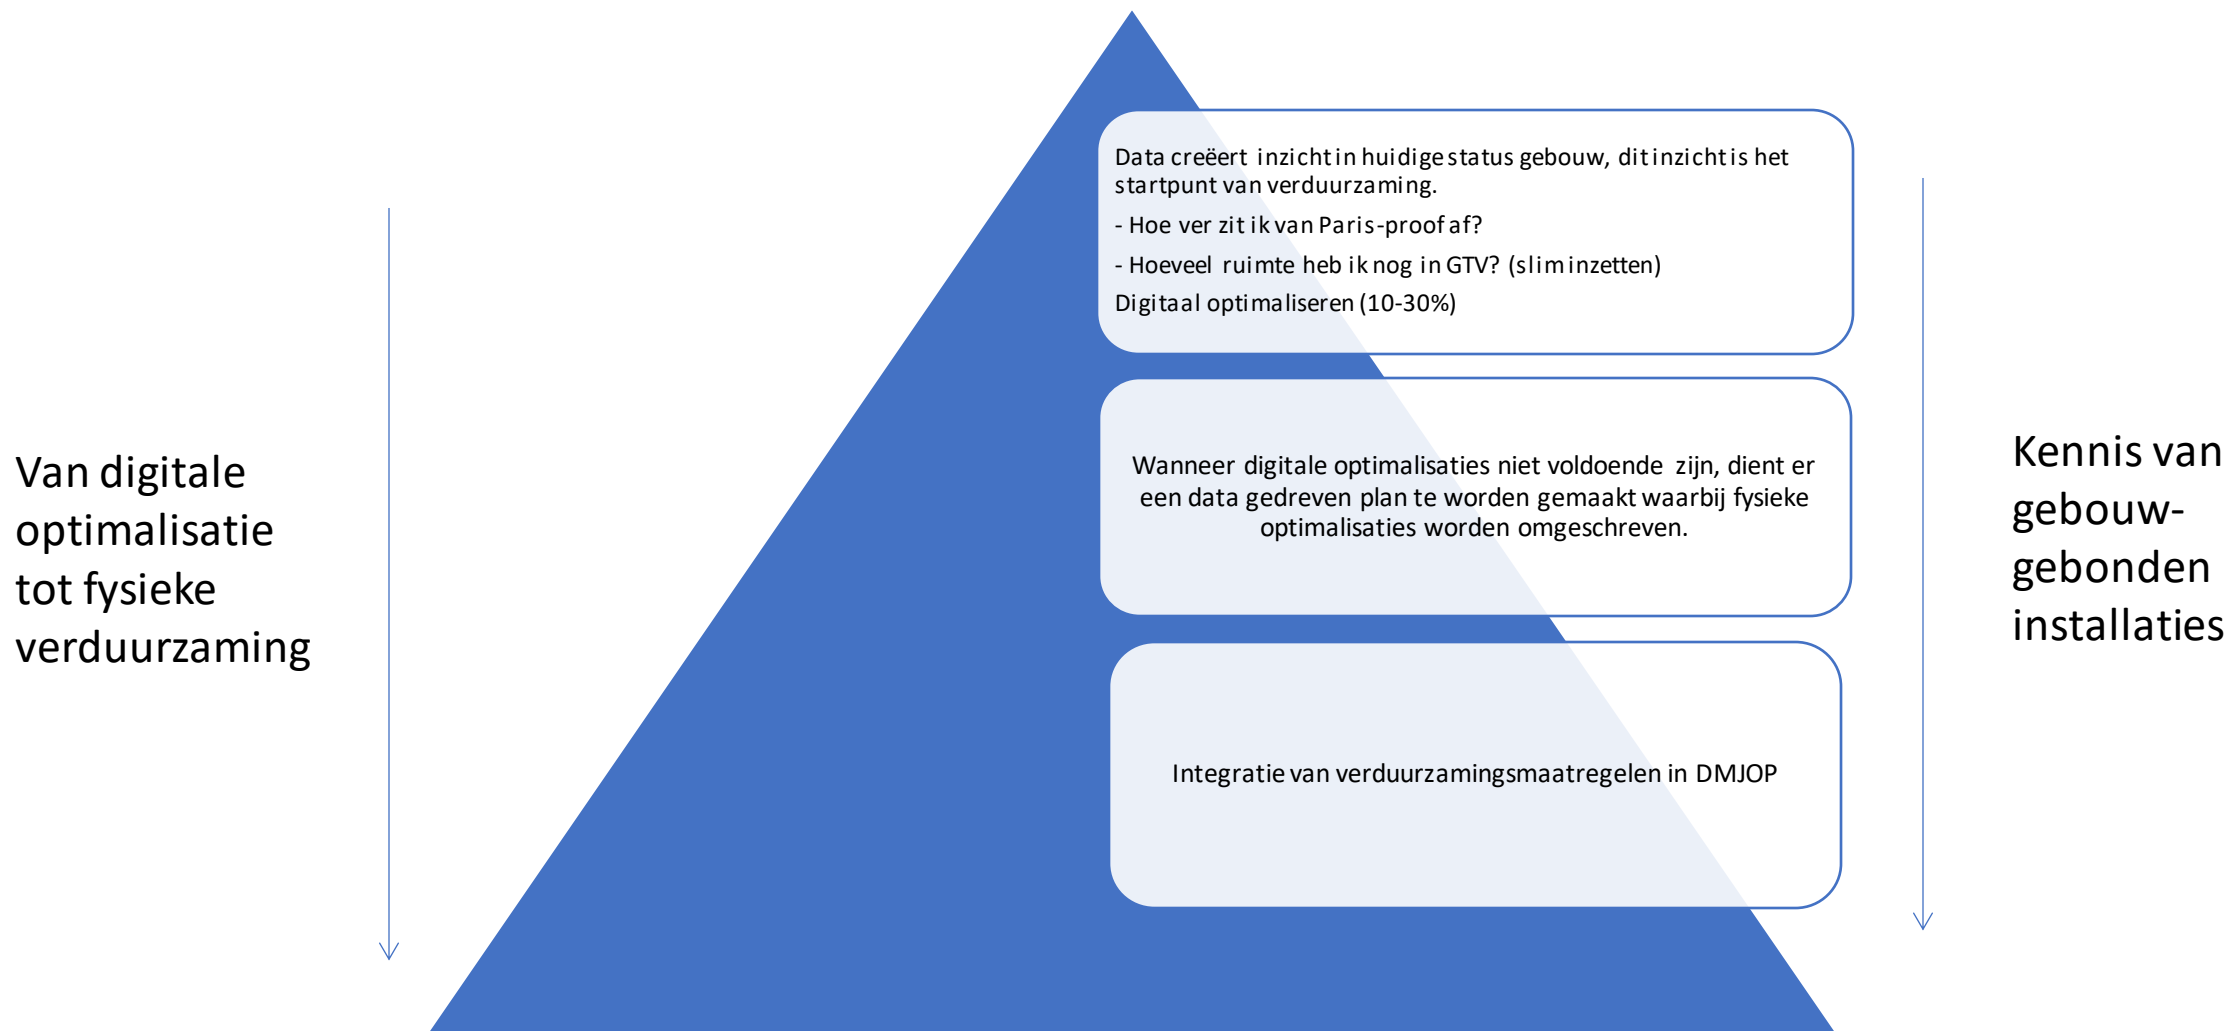 Data creëert inzicht in huidige status gebouw, dit inzicht is het
startpunt van verduurzaming.
- Hoe ver zit ik van Paris-proof af?
- Hoeveel ruimte heb ik nog in GTV? (slim inzetten)
Digitaal optimaliseren (10-30%)
Van digitale
optimalisatie
tot fysieke
verduurzaming
Wanneer digitale optimalisaties niet voldoende zijn, dient er
een data gedreven plan te worden gemaakt waarbij fysieke
optimalisaties worden omgeschreven.
Kennis van
gebouw-
gebonden
installaties
Integratie van verduurzamingsmaatregelen in DMJOP